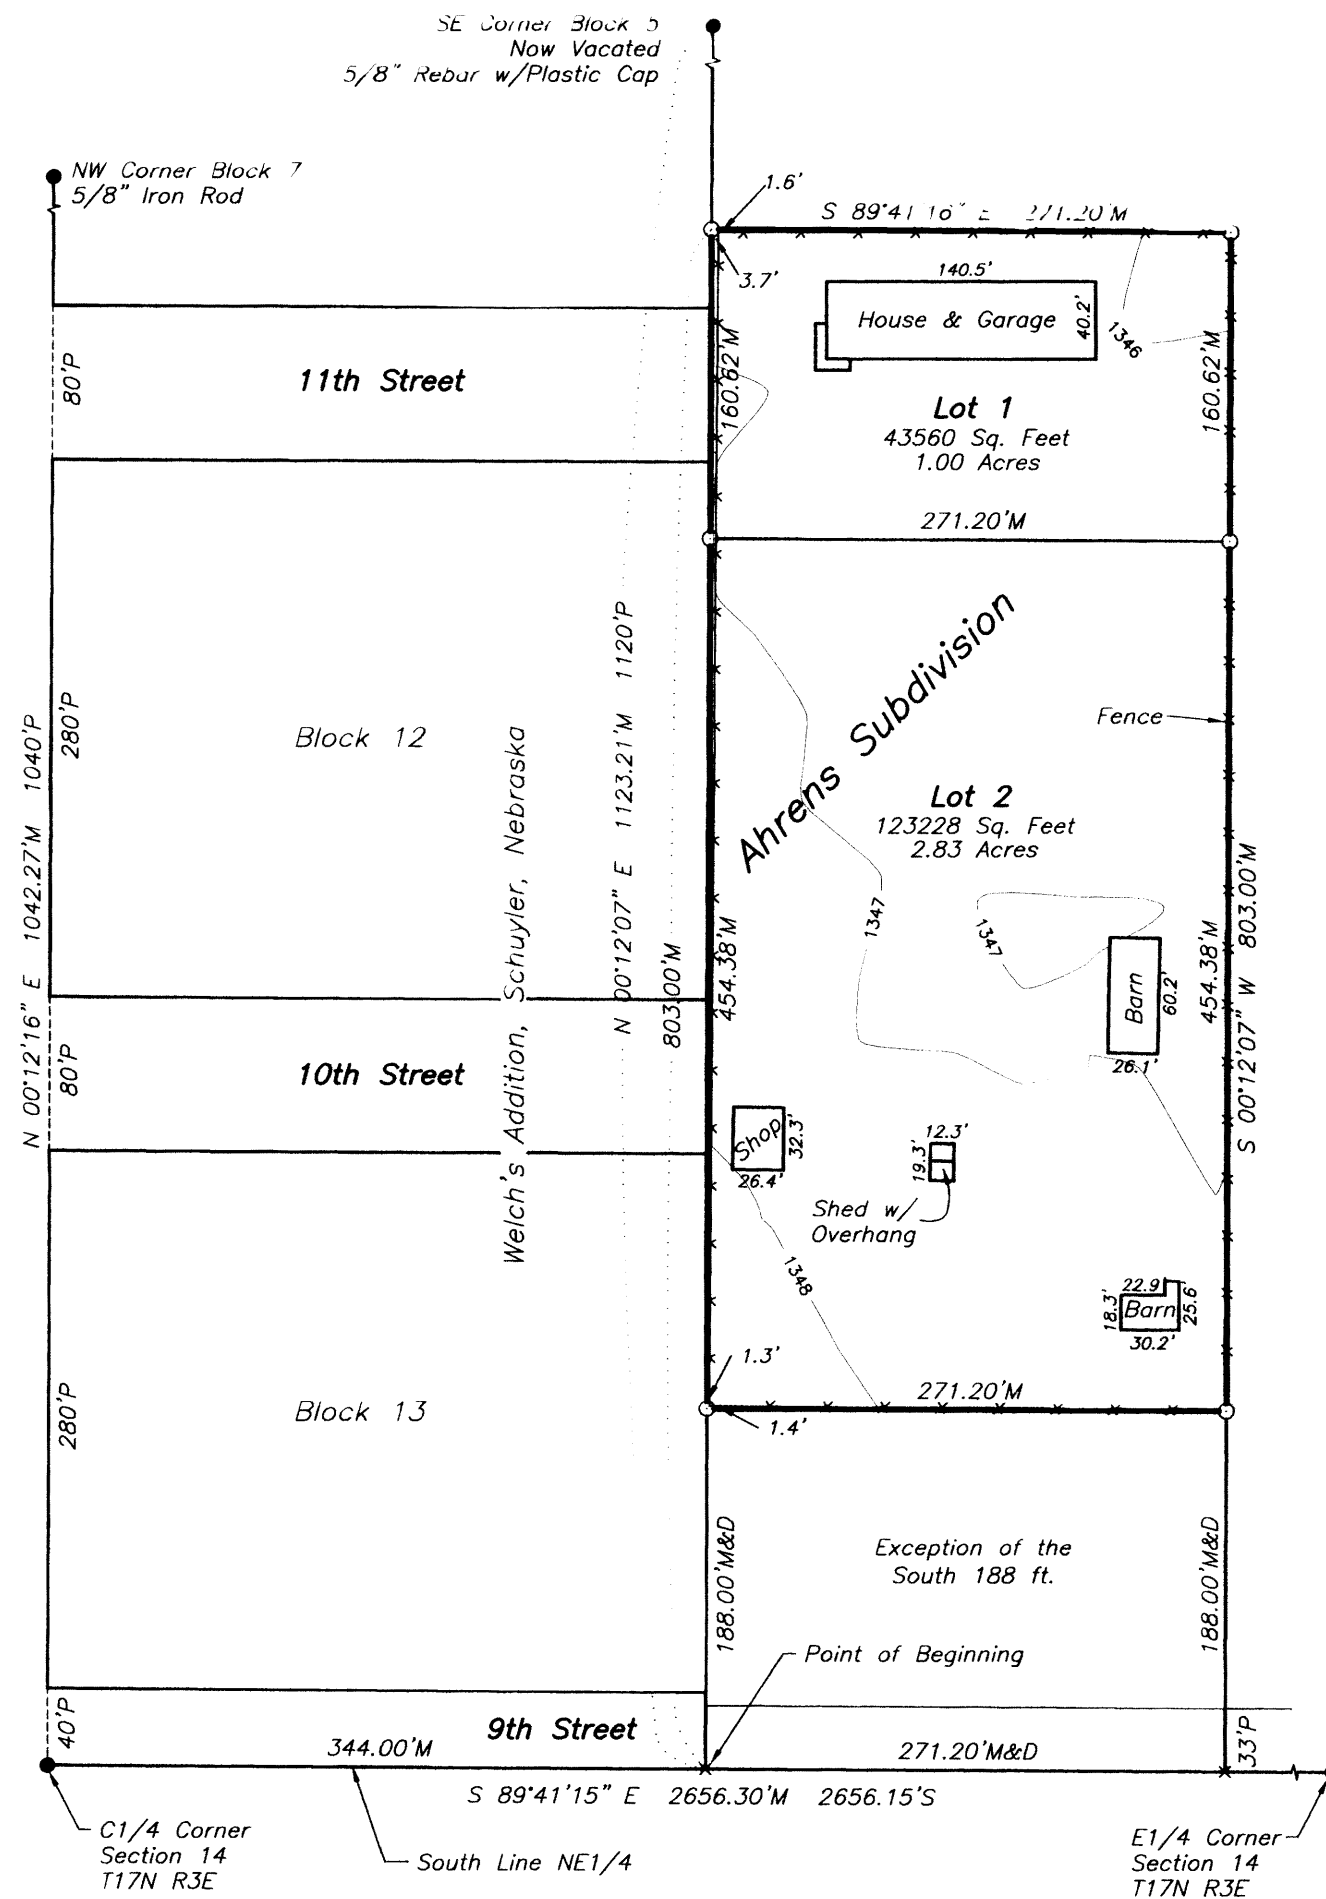 SE Corner Block 5
Now Vacated
5/8" Rebar w/Plastic Cap
NW Corner Block 7
5/8" Iron Rod
1.6'
S 89°41'16" E 271.20'M
3.7'
140.5'
House & Garage
40.2'
1346
80'P
11th Street
160.62'M
160.62'M
Lot 1
43560 Sq. Feet
1.00 Acres
271.20'M
Ahrens Subdivision
Fence
N 00°12'16" E 1042.27'M 1040'P
280'P
Block 12
Welch's Addition, Schuyler, Nebraska
N 00°12'07" E 1123.21'M 1120'P
803.00'M
454.38'M
Lot 2
123228 Sq. Feet
2.83 Acres
1347
1347
454.38'M
S 00°12'07" W 803.00'M
Barn
60.2'
26.1'
80'P
10th Street
Shop
32.3'
26.4'
12.3'
19.3'
Shed w/
Overhang
1348
22.9'
18.3'
Barn
25.6'
30.2'
1.3'
271.20'M
1.4'
280'P
Block 13
188.00'M&D
Exception of the
South 188 ft.
188.00'M&D
Point of Beginning
40'P
9th Street
344.00'M
271.20'M&D
33'P
S 89°41'15" E 2656.30'M 2656.15'S
C1/4 Corner
Section 14
T17N R3E
South Line NE1/4
E1/4 Corner
Section 14
T17N R3E